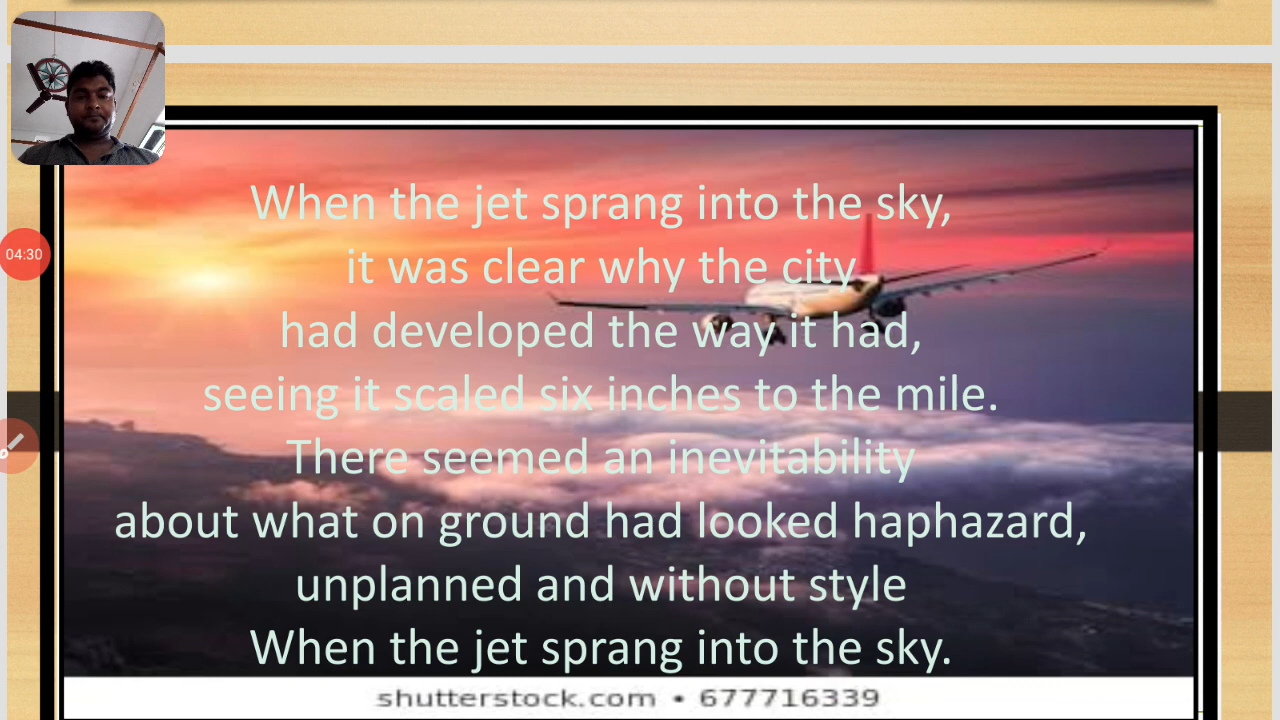 04:30
When the jet sprang into the sky,
it was clear why the city
had developed the way it had,
seeing it scaled six inches to the mile.
There seemed an inevitability
about what on ground had looked haphazard,
unplanned and without style
When the jet sprang into the sky.
shutterstock.com • 677716339